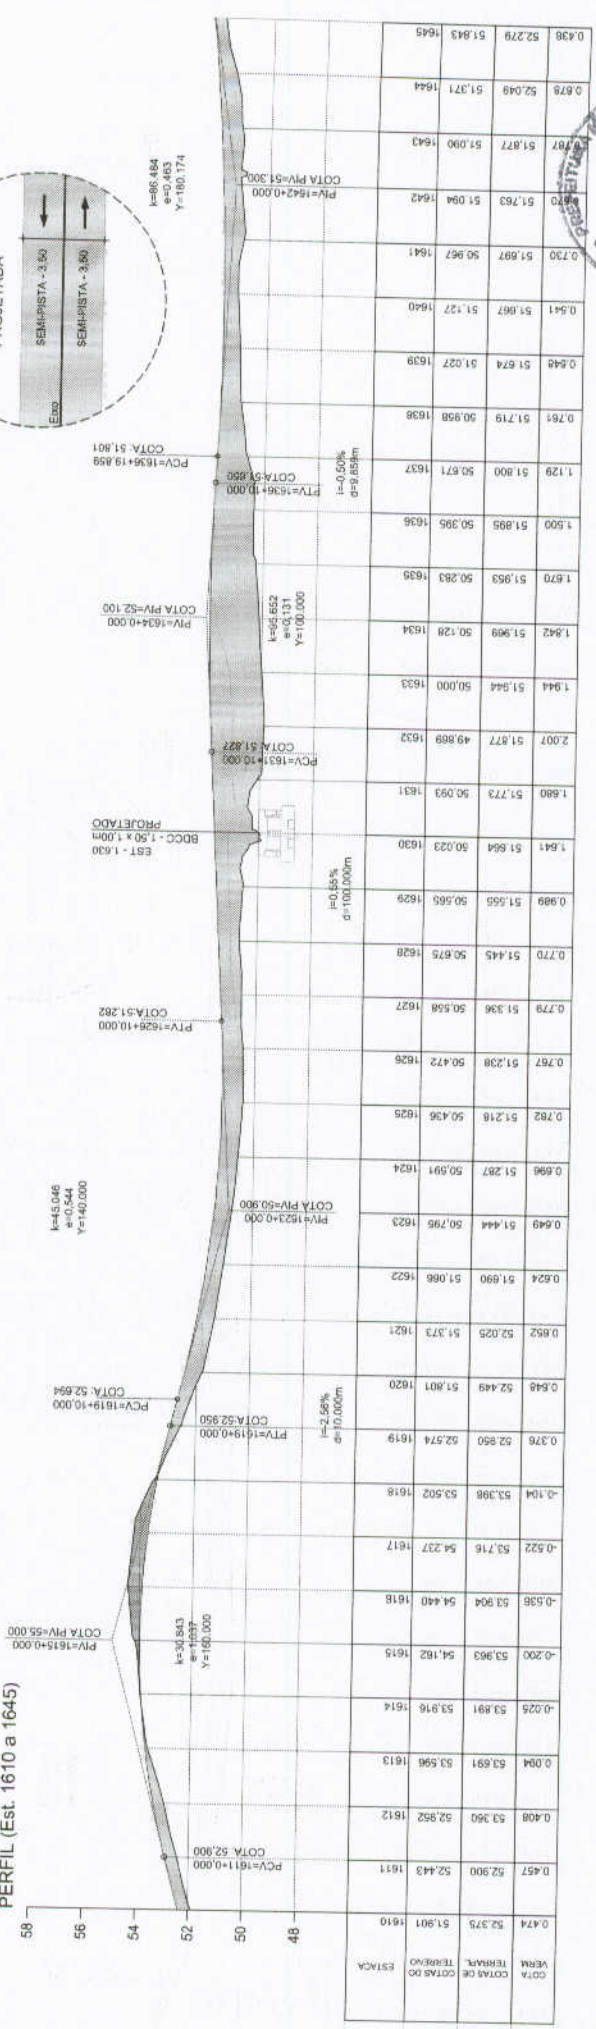 PERFIL (Est. 1610 a 1645)
58
56
54
52
50
48
PCV=1611+0,000
COTA 52,900
PIV=1615+0,000
COTA PIV=55.000
k=30.843
e=1,037
Y=160.000
PTV=1619+0,000
COTA:52.950
i=-2,56%
d=10,000m
PCV=1619+10,000
COTA: 52.694
k=45.046
e=0,544
Y=140.000
PIV=1623+0,000
COTA PIV=50.900
PTV=1626+10,000
COTA:51.282
i=0,55%
d=100.000m
EST - 1.630
BDCC - 1,50 x 1,00m
PROJETADO
PCV=1631+10,000
COTA: 51.827
PIV=1634+0,000
COTA PIV=52.100
k=95.652
e=0,131
Y=100.000
PTV=1636+10,000
COTA:51.850
i=-0,50%
d=9,859m
PCV=1636+19,859
COTA: 51,801
PIV=1642+0,000
COTA PIV=51.300
k=86.464
e=0,463
Y=180.174
PROJETADA
SEMI-PISTA - 3,50
SEMI-PISTA - 3,50
Eixo
ESTACA 1610 1611 1612 1613 1614 1615 1616 1617 1618 1619 1620 1621 1622 1623 1624 1625 1626 1627 1628 1629 1630 1631 1632 1633 1634 1635 1636 1637 1638 1639 1640 1641 1642 1643 1644 1645
COTAS DO TERRENO 51,901 52,443 52,952 53,596 53,916 54,162 54,440 54,237 53,502 52,574 51,801 51,373 51,066 50,795 50,591 50,436 50,472 50,558 50,675 50,565 50,023 50,093 49,869 50,000 50,128 50,283 50,395 50,671 50,958 51,027 51,127 50,967 51,094 51,090 51,371 51,843
COTAS DE TERRAPL. 52,375 52,900 53,360 53,691 53,891 53,963 53,904 53,716 53,398 52,950 52,449 52,025 51,690 51,444 51,287 51,218 51,238 51,336 51,445 51,555 51,664 51,773 51,877 51,944 51,969 51,953 51,895 51,800 51,719 51,674 51,667 51,697 51,763 51,877 52,049 52,279
COTA VERM. 0,474 0,457 0,408 0,094 -0,025 -0,200 -0,536 -0,522 -0,104 0,376 0,648 0,652 0,624 0,649 0,696 0,782 0,767 0,779 0,770 0,989 1,641 1,680 2,007 1,944 1,842 1,670 1,500 1,129 0,761 0,648 0,541 0,730 0,670 0,787 0,678 0,438
PREFEITURA